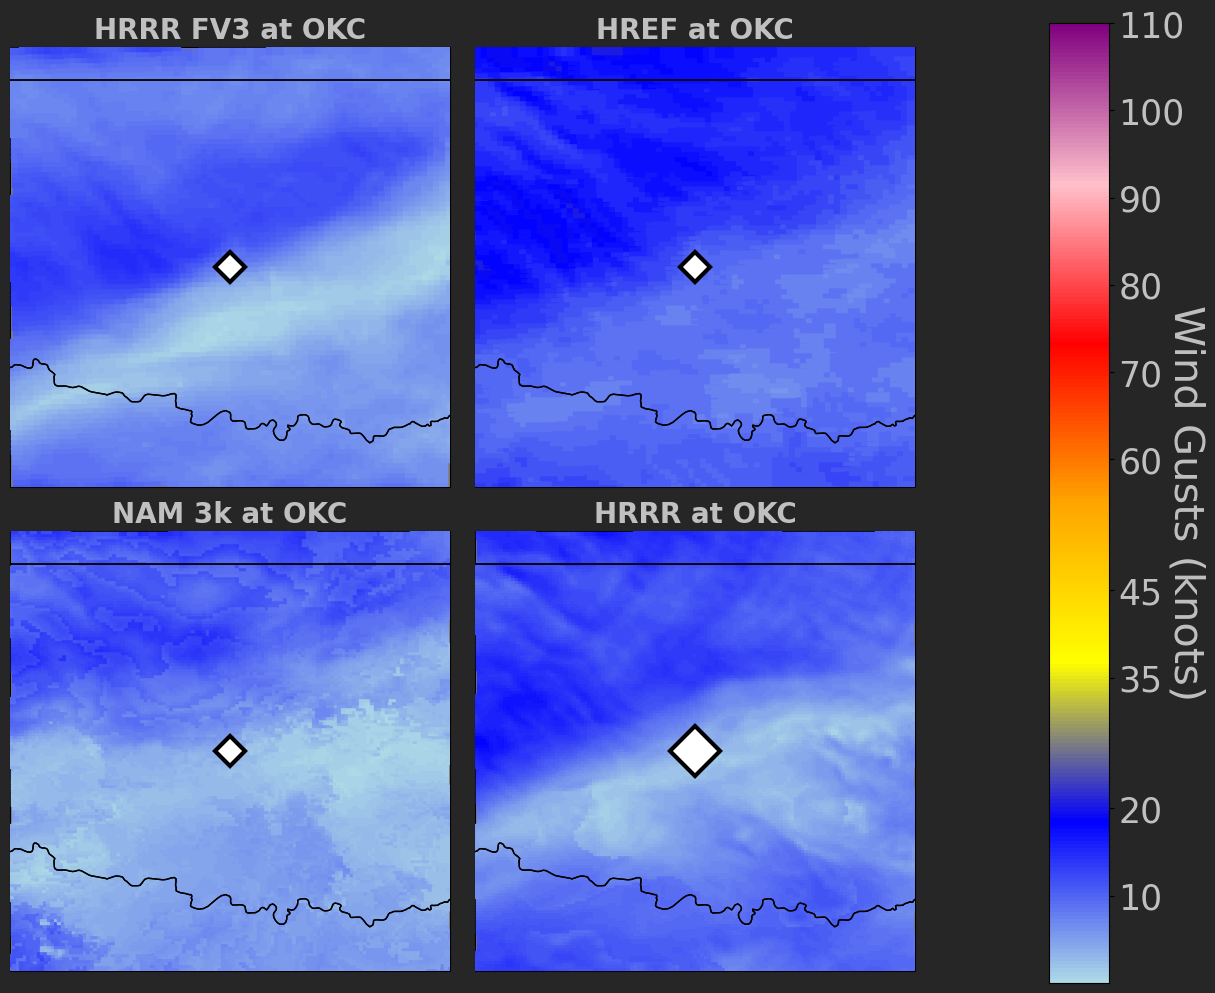 HRRR FV3 at OKC
HREF at OKC
NAM 3k at OKC
HRRR at OKC
110
100
90
80
70
60
45
35
20
10
Wind Gusts (knots)